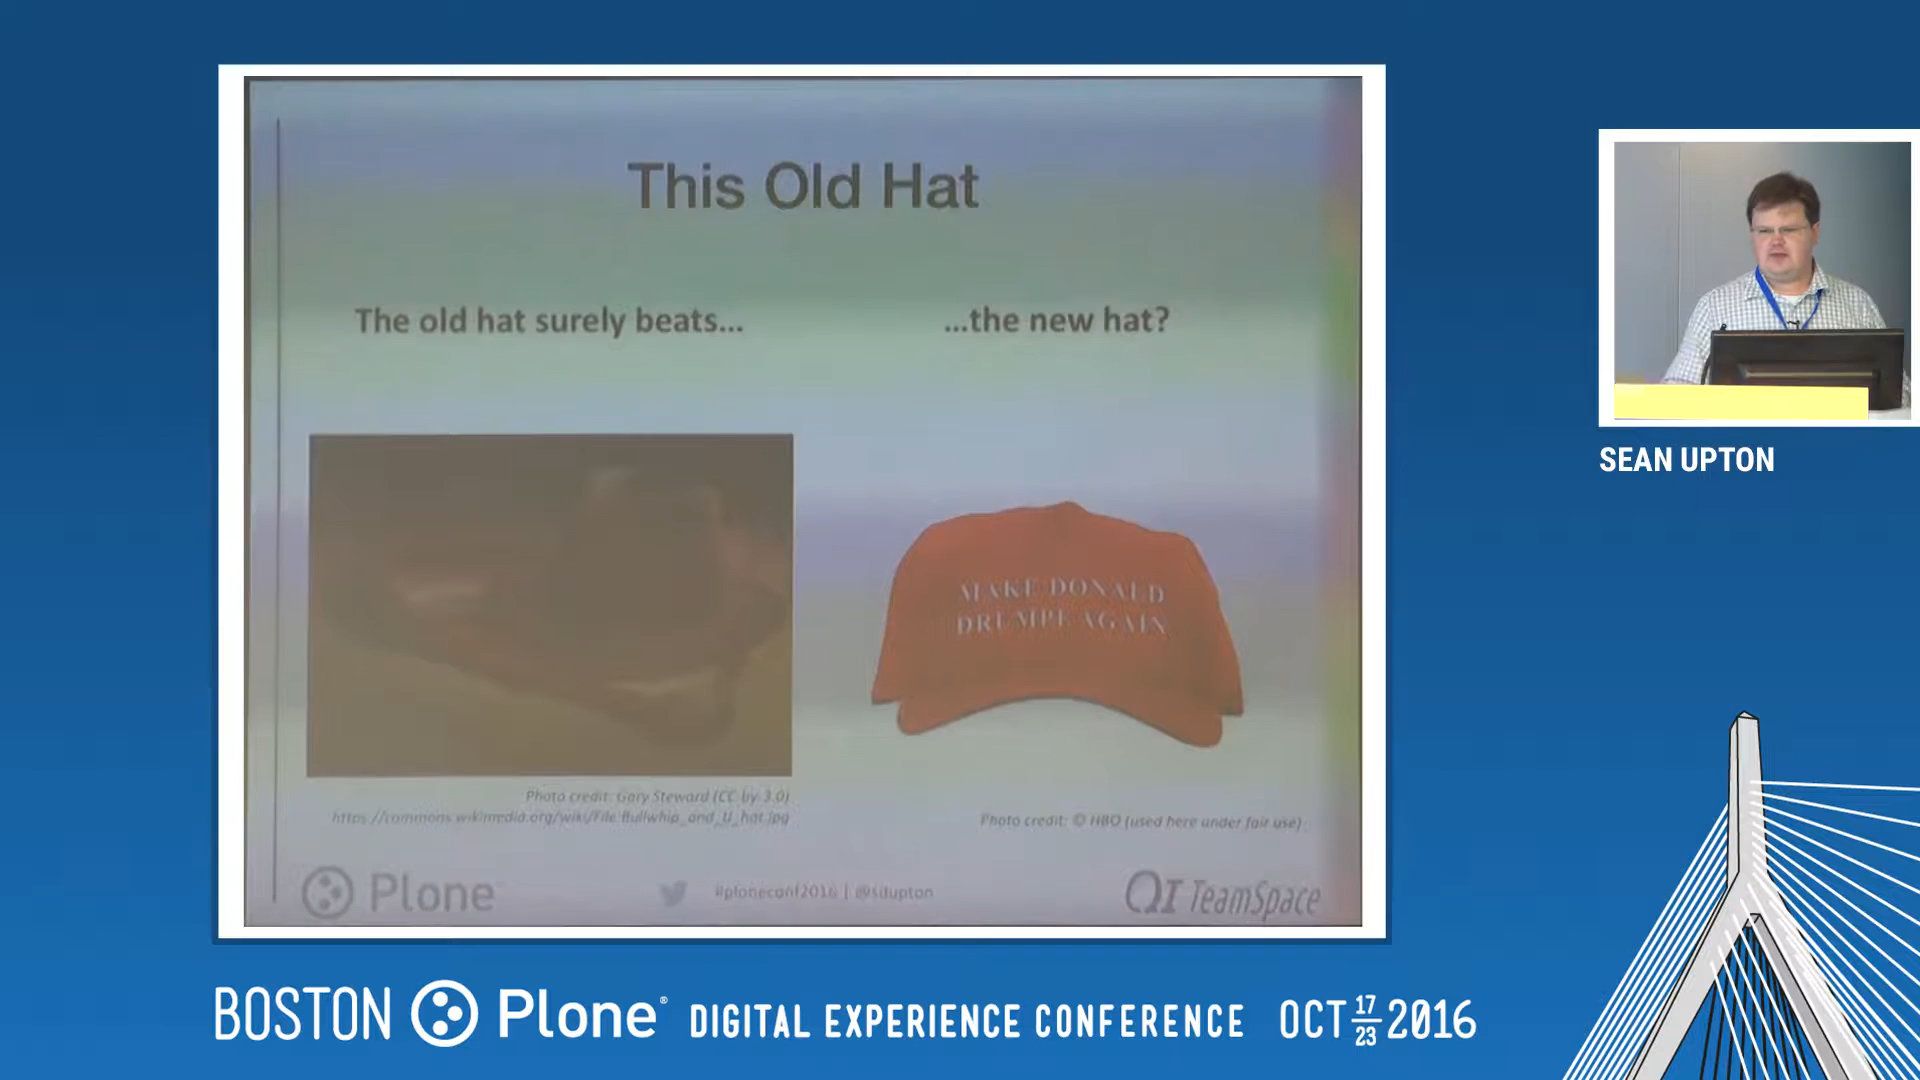 This Old Hat
The old hat surely beats...
...the new hat?
MAKE DONALD
DRUMPF AGAIN
Photo credit: Gary Steward (CC by 3.0)
https://commons.wikimedia.org/wiki/File:Bullwhip_and_IJ_hat.jpg
Photo credit: © HBO (used here under fair use)
Plone
#ploneconf2016 | @sdupton
QI TeamSpace
SEAN UPTON
BOSTON Plone® DIGITAL EXPERIENCE CONFERENCE OCT 17 23 2016